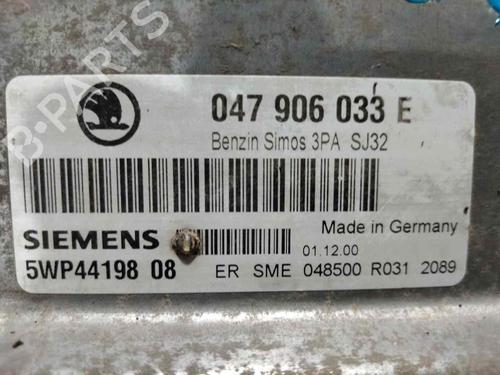 047 906 033 E
Benzin Simos 3PA SJ32
SIEMENS
Made in Germany
01.12.00
5WP44198 08
ER SME 048500 R031 2089
B-PARTS